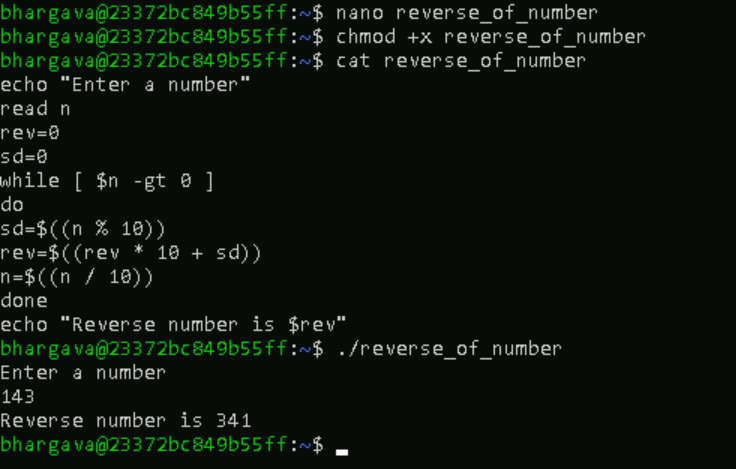 bhargava@23372bc849b55ff:~$ nano reverse_of_number
bhargava@23372bc849b55ff:~$ chmod +x reverse_of_number
bhargava@23372bc849b55ff:~$ cat reverse_of_number
echo "Enter a number"
read n
rev=0
sd=0
while [ $n -gt 0 ]
do
sd=$((n % 10))
rev=$((rev * 10 + sd))
n=$((n / 10))
done
echo "Reverse number is $rev"
bhargava@23372bc849b55ff:~$ ./reverse_of_number
Enter a number
143
Reverse number is 341
bhargava@23372bc849b55ff:~$